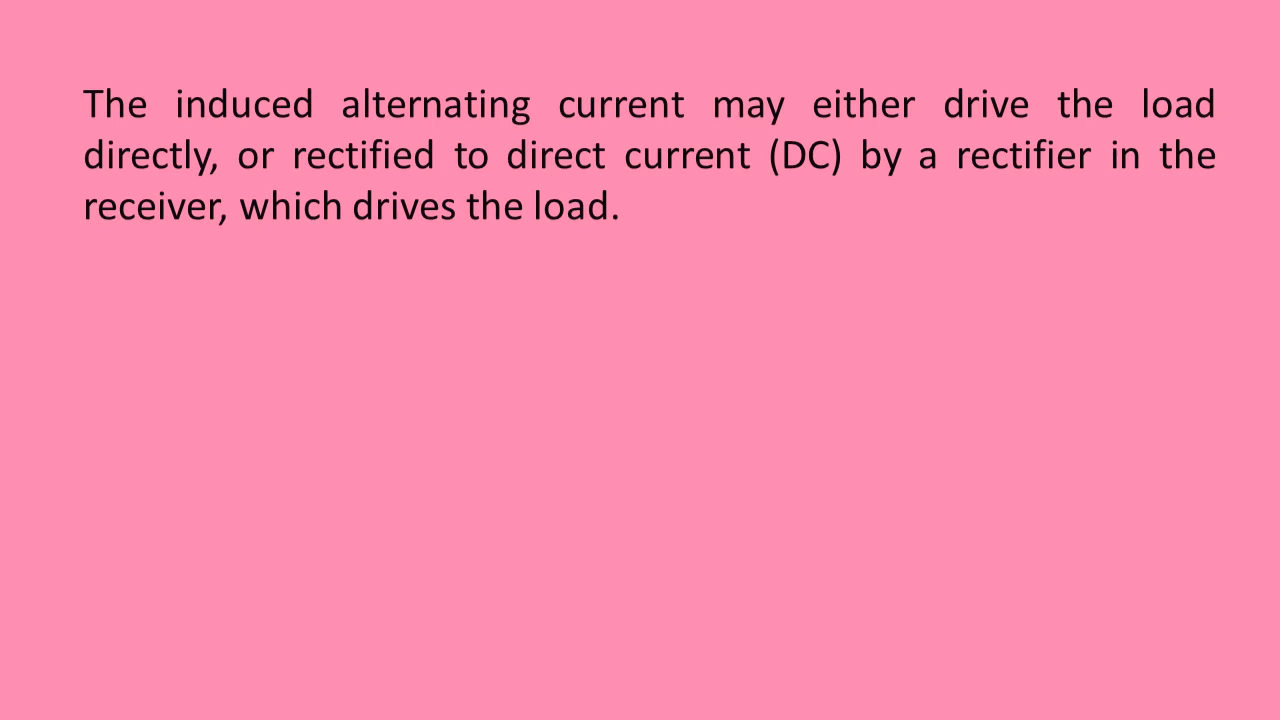 The induced alternating current may either drive the load
directly, or rectified to direct current (DC) by a rectifier in the
receiver, which drives the load.